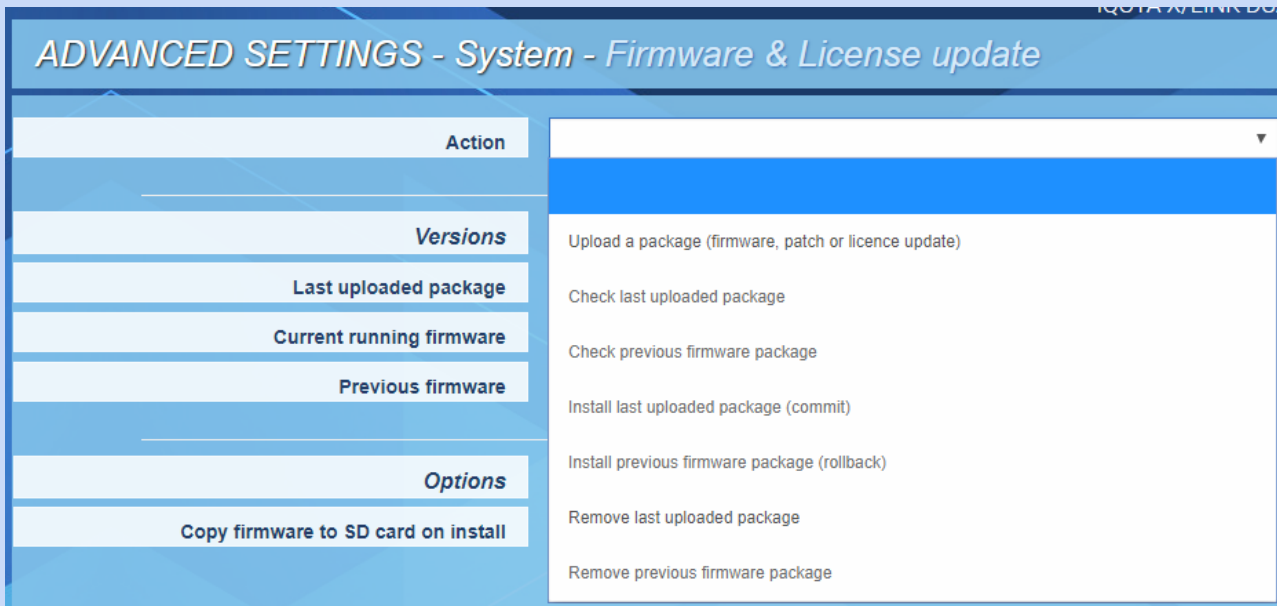 ADVANCED SETTINGS - System - Firmware & License update
Action
▼
Versions
Upload a package (firmware, patch or licence update)
Last uploaded package
Check last uploaded package
Current running firmware
Check previous firmware package
Previous firmware
Install last uploaded package (commit)
Install previous firmware package (rollback)
Options
Remove last uploaded package
Copy firmware to SD card on install
Remove previous firmware package